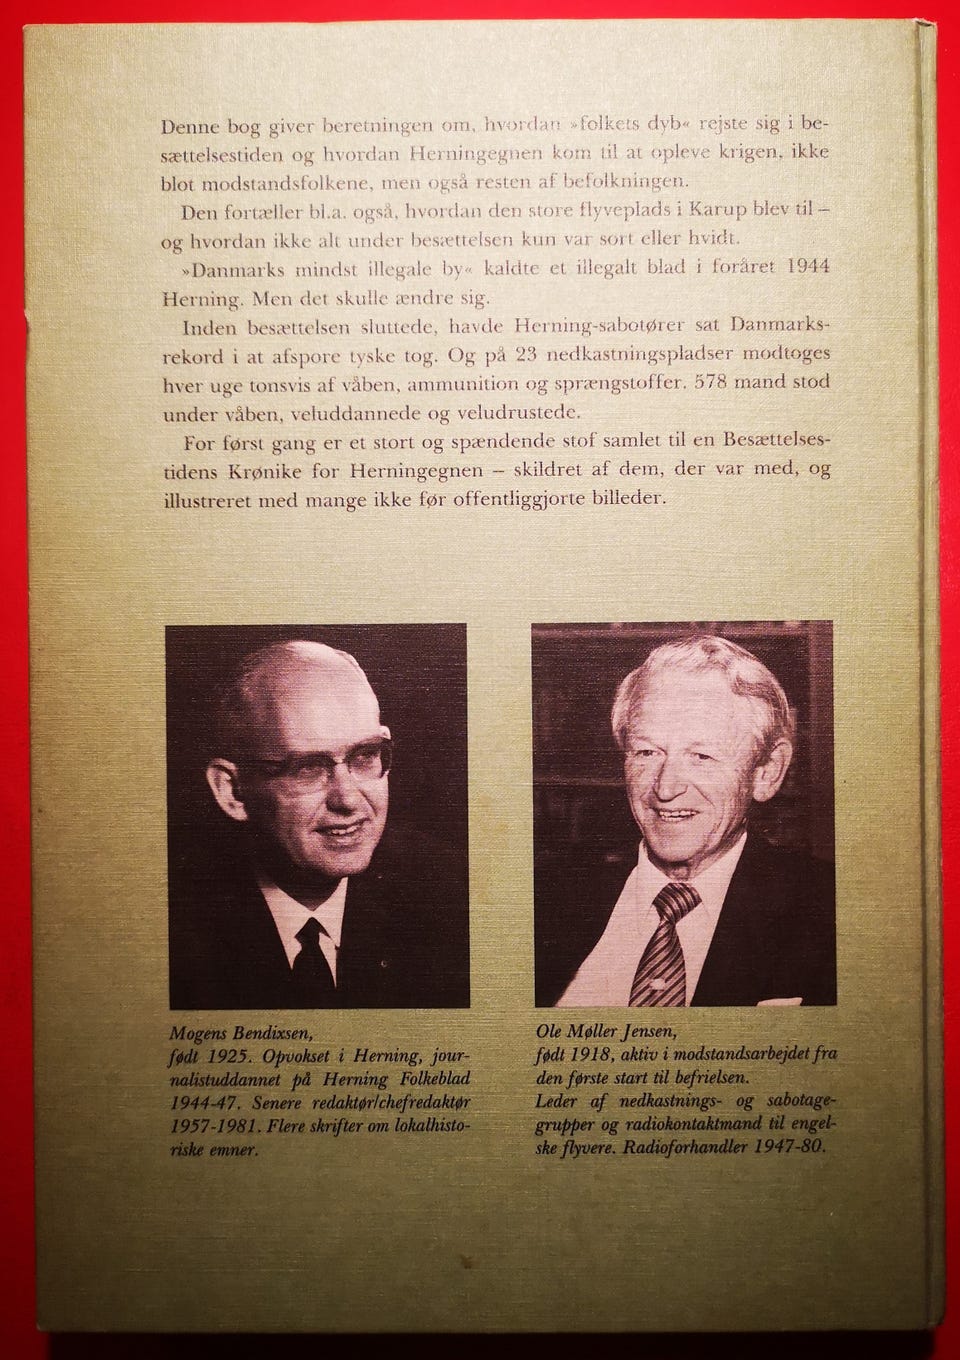 Denne bog giver beretningen om, hvordan »folkets dyb« rejste sig i be-
sættelsestiden og hvordan Herningegnen kom til at opleve krigen, ikke
blot modstandsfolkene, men også resten af befolkningen.
Den fortæller bl.a. også, hvordan den store flyveplads i Karup blev til –
og hvordan ikke alt under besættelsen kun var sort eller hvidt.
»Danmarks mindst illegale by« kaldte et illegalt blad i foråret 1944
Herning. Men det skulle ændre sig.
Inden besættelsen sluttede, havde Herning-sabotører sat Danmarks-
rekord i at afspore tyske tog. Og på 23 nedkastningspladser modtoges
hver uge tonsvis af våben, ammunition og sprængstoffer. 578 mand stod
under våben, veluddannede og veludrustede.
For først gang er et stort og spændende stof samlet til en Besættelses-
tidens Krønike for Herningegnen – skildret af dem, der var med, og
illustreret med mange ikke før offentliggjorte billeder.
Mogens Bendixsen,
født 1925. Opvokset i Herning, jour-
nalistuddannet på Herning Folkeblad
1944-47. Senere redaktør/chefredaktør
1957-1981. Flere skrifter om lokalhisto-
riske emner.
Ole Møller Jensen,
født 1918, aktiv i modstandsarbejdet fra
den første start til befrielsen.
Leder af nedkastnings- og sabotage-
grupper og radiokontaktmand til engel-
ske flyvere. Radioforhandler 1947-80.